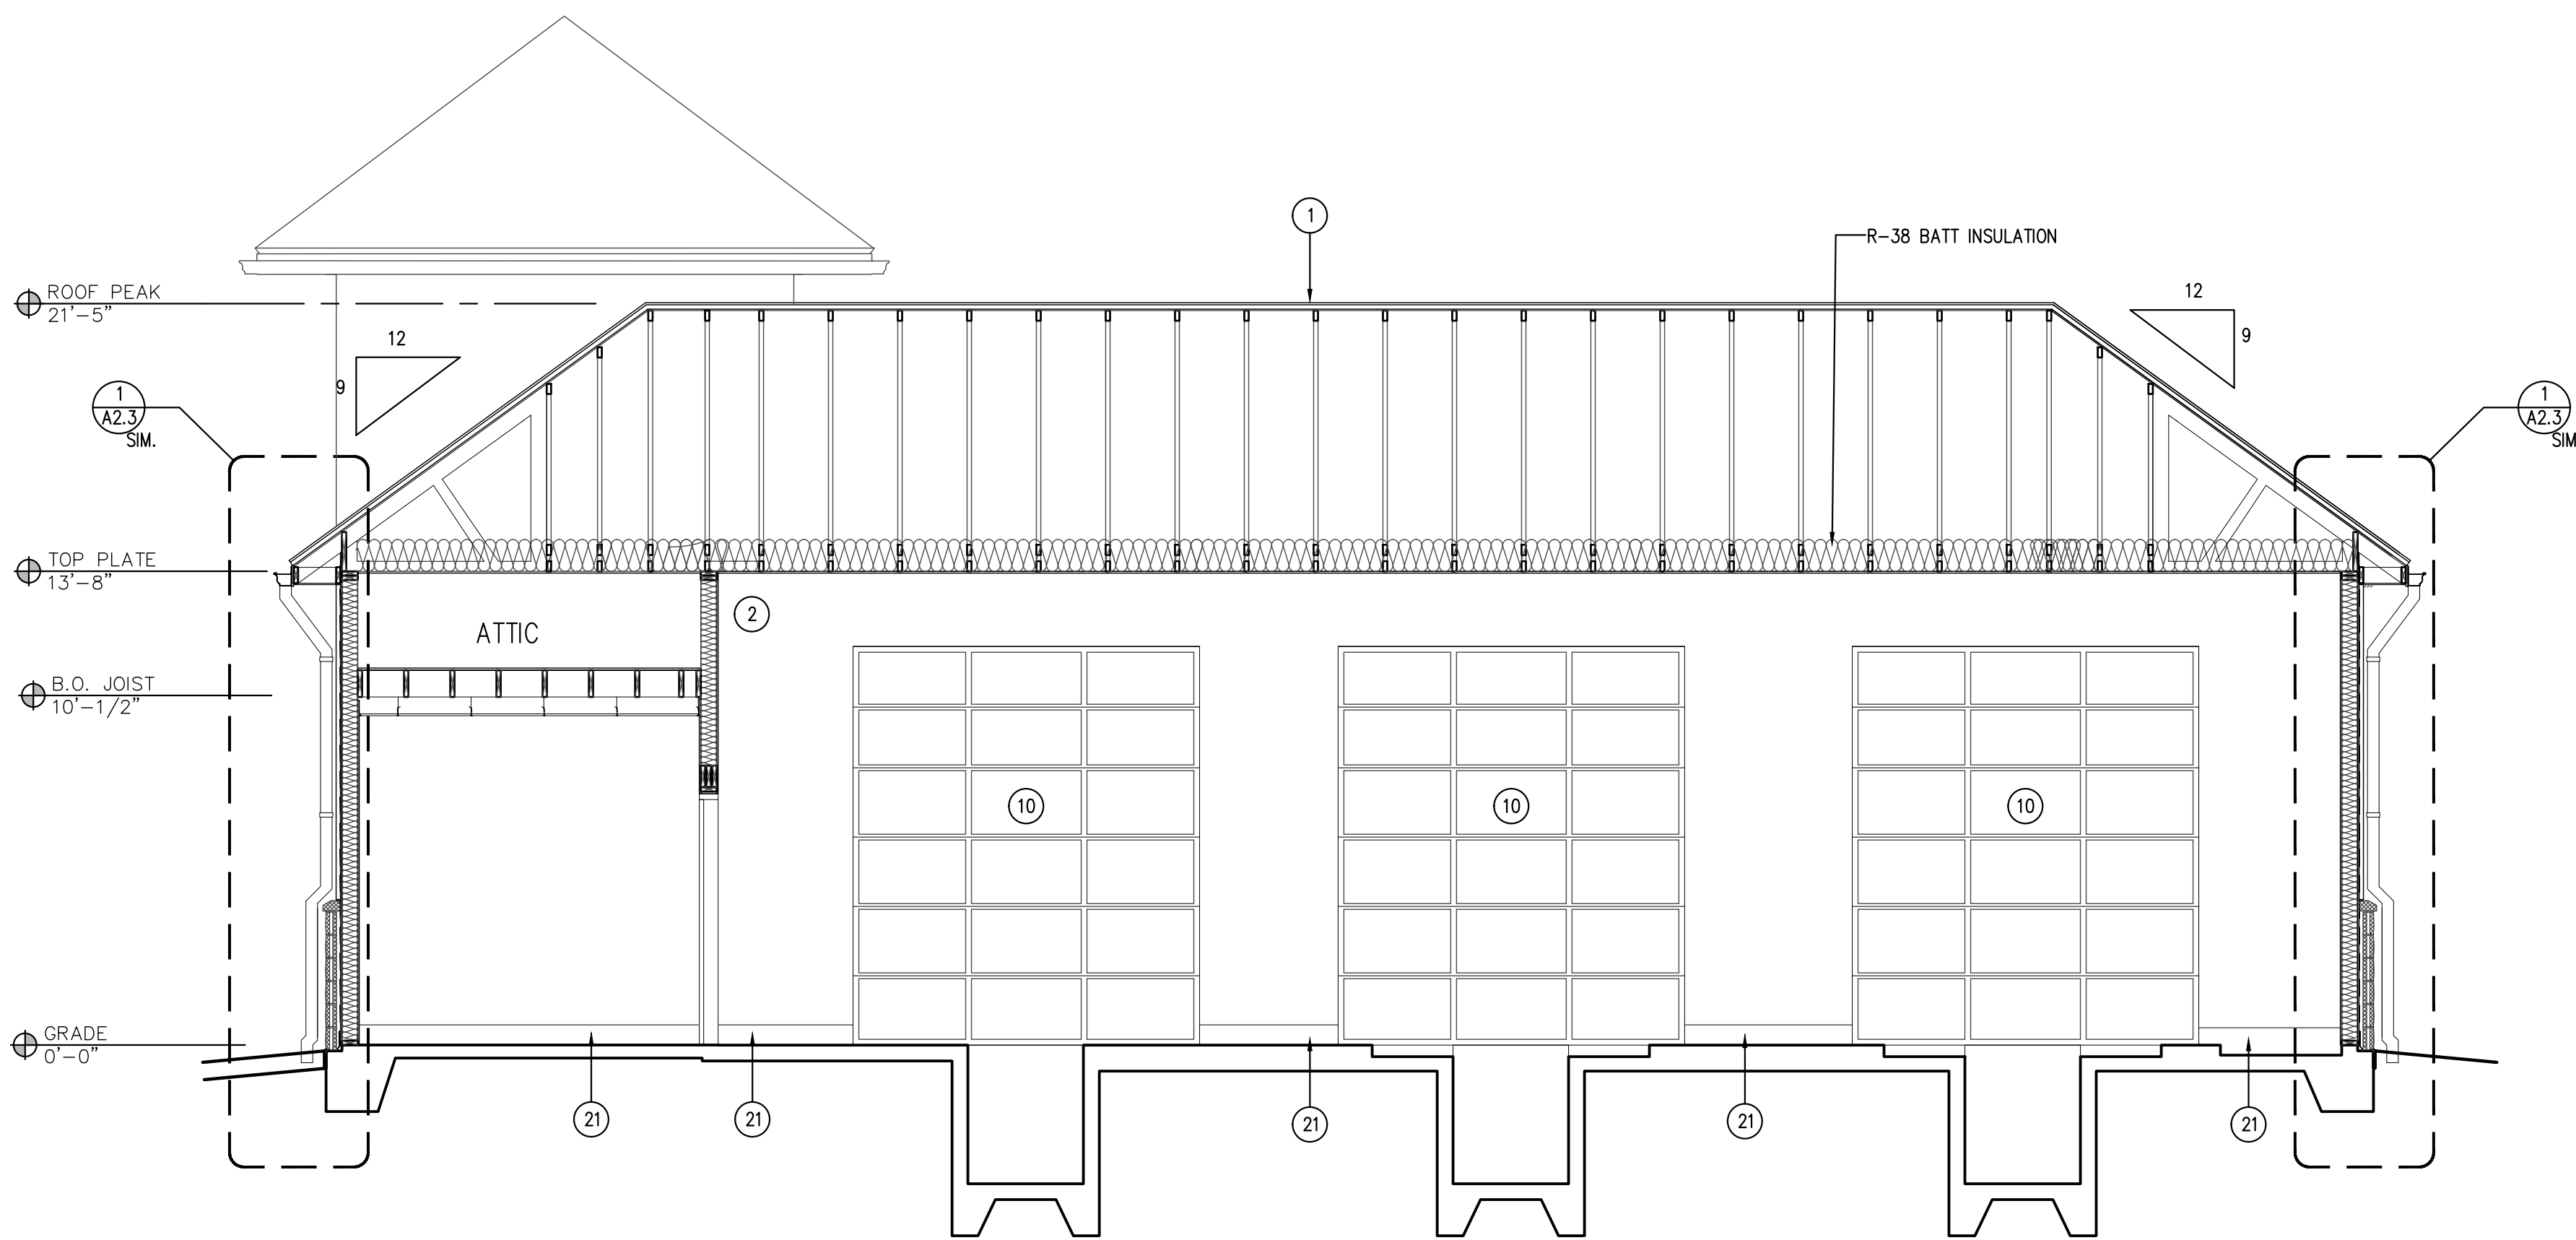 1
R-38 BATT INSULATION
ROOF PEAK
21'-5"
12
9
12
9
1
A2.3
SIM.
1
A2.3
SIM
TOP PLATE
13'-8"
2
ATTIC
B.O. JOIST
10'-1/2"
10
10
10
GRADE
0'-0"
21
21
21
21
21